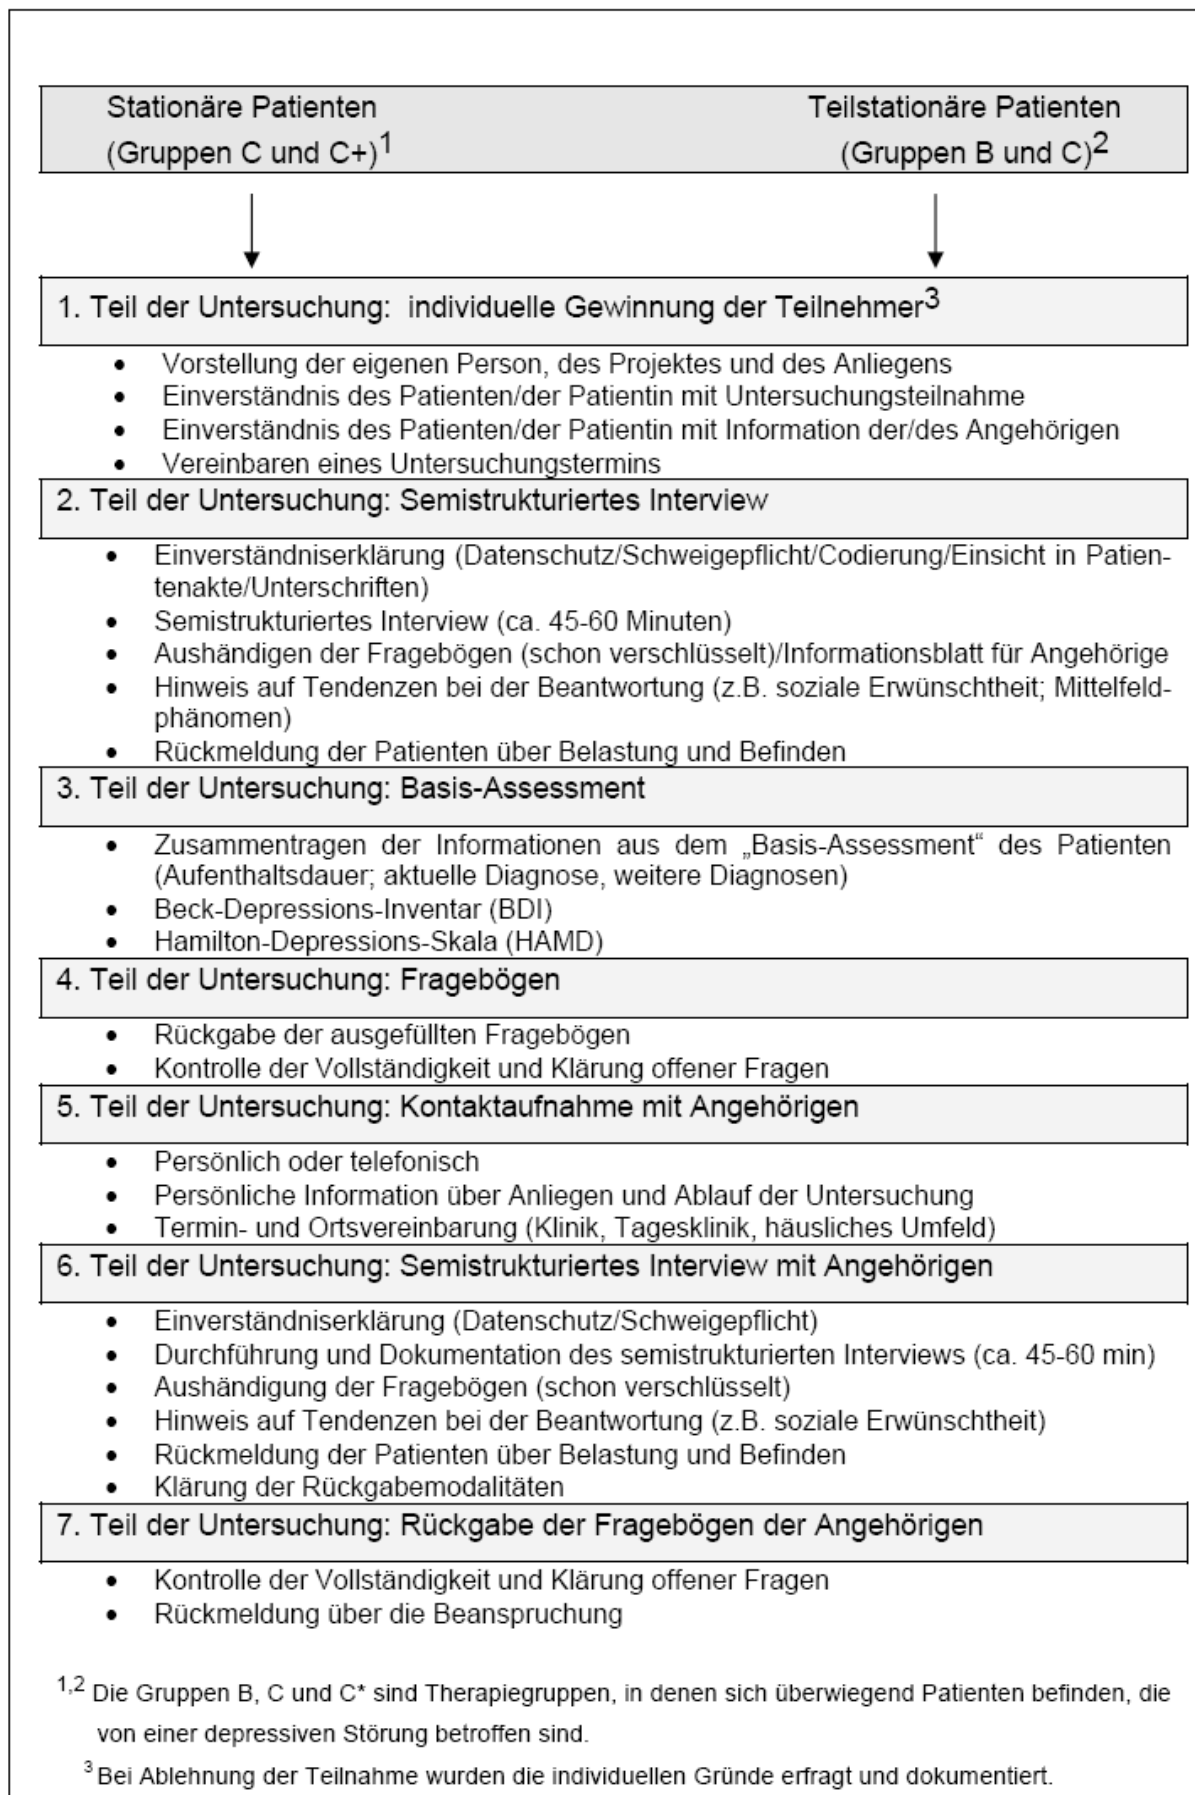 Stationäre Patienten Teilstationäre Patienten
(Gruppen C und C+)1 (Gruppen B und C)2
1. Teil der Untersuchung: individuelle Gewinnung der Teilnehmer3
• Vorstellung der eigenen Person, des Projektes und des Anliegens
• Einverständnis des Patienten/der Patientin mit Untersuchungsteilnahme
• Einverständnis des Patienten/der Patientin mit Information der/des Angehörigen
• Vereinbaren eines Untersuchungstermins
2. Teil der Untersuchung: Semistrukturiertes Interview
• Einverständniserklärung (Datenschutz/Schweigepflicht/Codierung/Einsicht in Patien-
tenakte/Unterschriften)
• Semistrukturiertes Interview (ca. 45-60 Minuten)
• Aushändigen der Fragebögen (schon verschlüsselt)/Informationsblatt für Angehörige
• Hinweis auf Tendenzen bei der Beantwortung (z.B. soziale Erwünschtheit; Mittelfeld-
phänomen)
• Rückmeldung der Patienten über Belastung und Befinden
3. Teil der Untersuchung: Basis-Assessment
• Zusammentragen der Informationen aus dem „Basis-Assessment“ des Patienten
(Aufenthaltsdauer; aktuelle Diagnose, weitere Diagnosen)
• Beck-Depressions-Inventar (BDI)
• Hamilton-Depressions-Skala (HAMD)
4. Teil der Untersuchung: Fragebögen
• Rückgabe der ausgefüllten Fragebögen
• Kontrolle der Vollständigkeit und Klärung offener Fragen
5. Teil der Untersuchung: Kontaktaufnahme mit Angehörigen
• Persönlich oder telefonisch
• Persönliche Information über Anliegen und Ablauf der Untersuchung
• Termin- und Ortsvereinbarung (Klinik, Tagesklinik, häusliches Umfeld)
6. Teil der Untersuchung: Semistrukturiertes Interview mit Angehörigen
• Einverständniserklärung (Datenschutz/Schweigepflicht)
• Durchführung und Dokumentation des semistrukturierten Interviews (ca. 45-60 min)
• Aushändigung der Fragebögen (schon verschlüsselt)
• Hinweis auf Tendenzen bei der Beantwortung (z.B. soziale Erwünschtheit)
• Rückmeldung der Patienten über Belastung und Befinden
• Klärung der Rückgabemodalitäten
7. Teil der Untersuchung: Rückgabe der Fragebögen der Angehörigen
• Kontrolle der Vollständigkeit und Klärung offener Fragen
• Rückmeldung über die Beanspruchung
1,2 Die Gruppen B, C und C* sind Therapiegruppen, in denen sich überwiegend Patienten befinden, die
von einer depressiven Störung betroffen sind.
3 Bei Ablehnung der Teilnahme wurden die individuellen Gründe erfragt und dokumentiert.